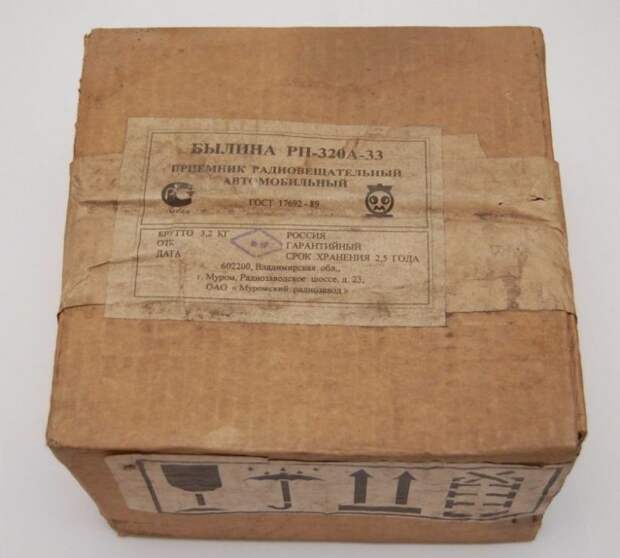 БЫЛИНА РП-320А-33
ПРИЕМНИК РАДИОВЕЩАТЕЛЬНЫЙ
АВТОМОБИЛЬНЫЙ
ГОСТ 17692-89
БРУТТО 3,2 КГ
ОТК
ДАТА
РОССИЯ
ГАРАНТИЙНЫЙ
СРОК ХРАНЕНИЯ 2,5 ГОДА
602200, Владимирская обл.,
г. Муром, Радиозаводское шоссе, д. 23,
ОАО « Муромский радиозавод »